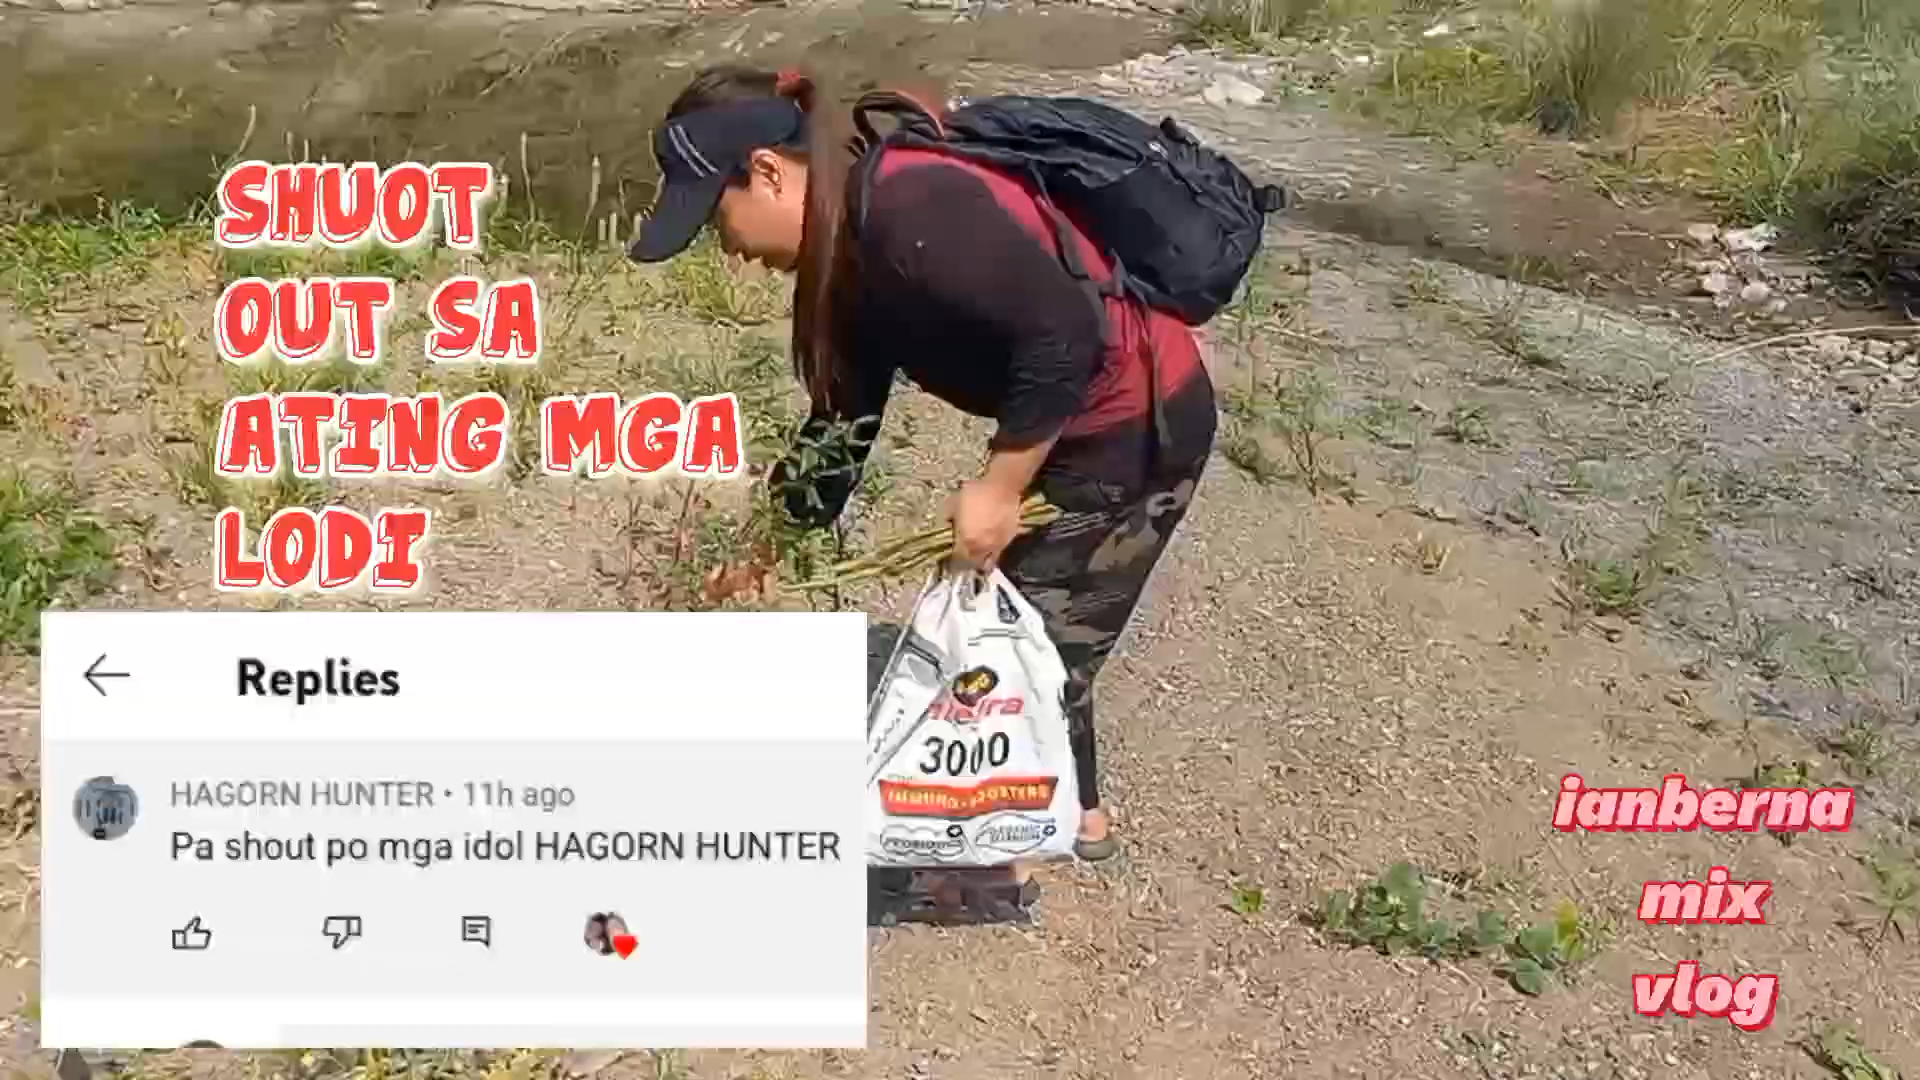 SHUOT
OUT SA
ATING MGA
LODI
Replies
HAGORN HUNTER • 11h ago
Pa shout po mga idol HAGORN HUNTER
3000
ianberna
mix
vlog